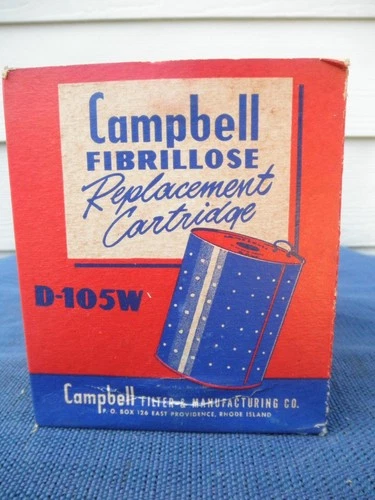 Campbell
FIBRILLOSE
Replacement
Cartridge
D-105W
Campbell FILTER & MANUFACTURING CO.
P. O. BOX 126 EAST PROVIDENCE, RHODE ISLAND